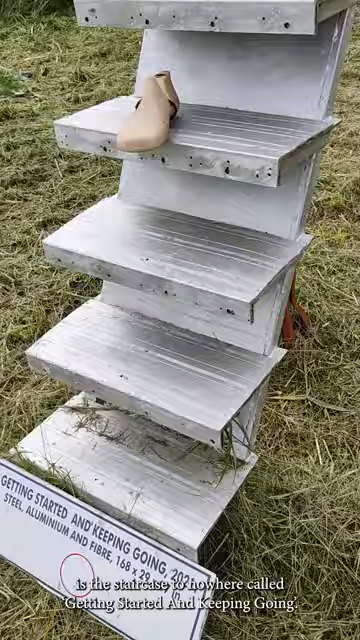 GETTING STARTED AND KEEPING GOING, 202
STEEL, ALUMINIUM AND FIBRE, 168 x 29
is the staircase to nowhere called
'Getting Started And Keeping Going'.